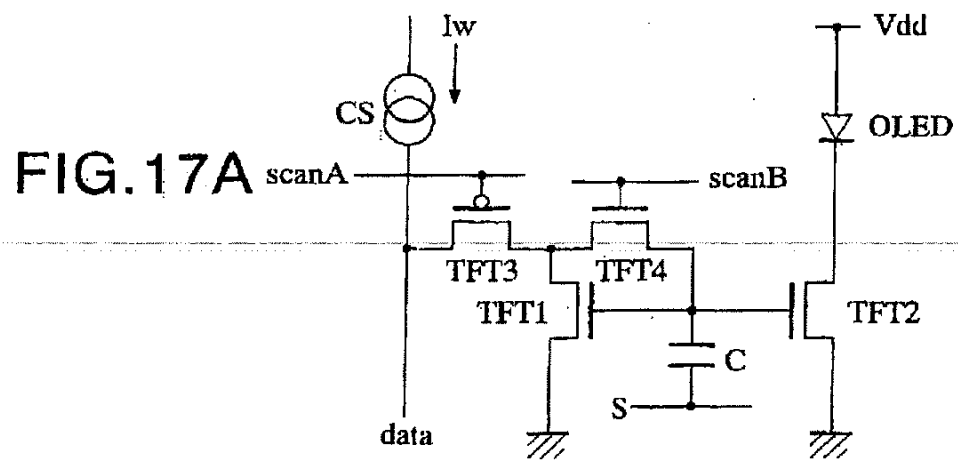 Iw
Vdd
CS
OLED
FIG.17A
scanA
scanB
TFT3
TFT4
TFT1
TFT2
C
S
data